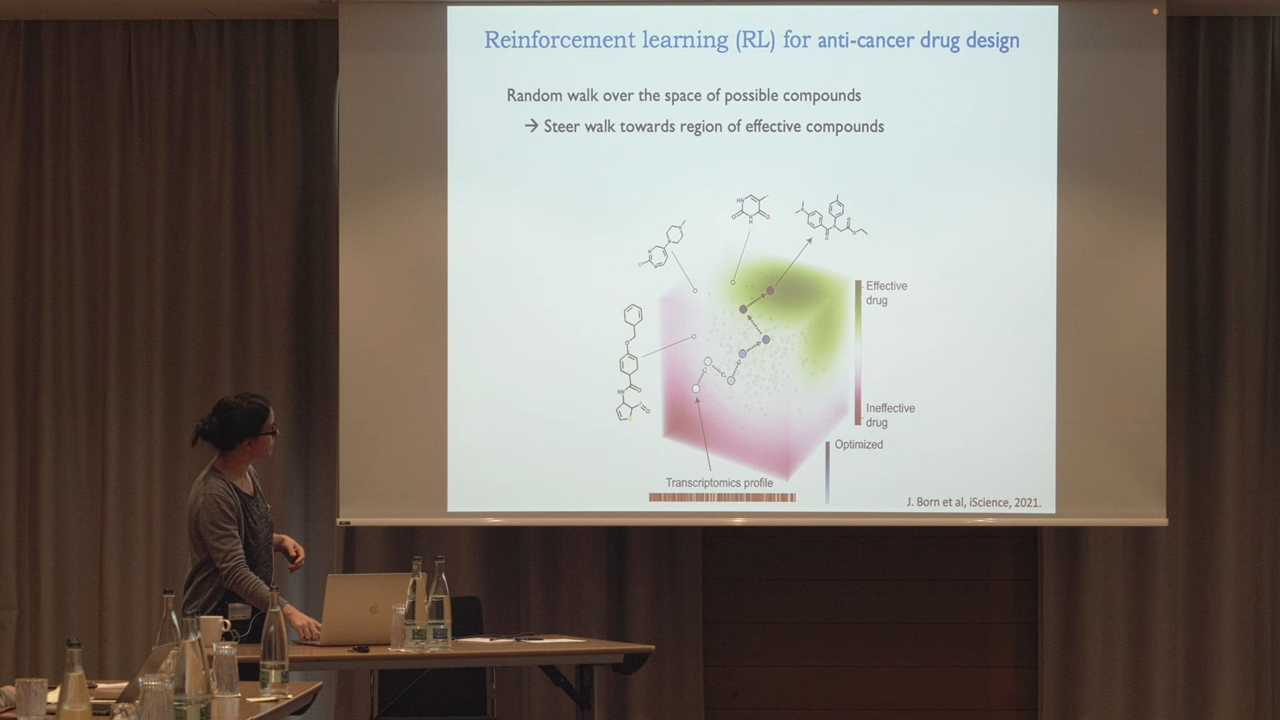 Reinforcement learning (RL) for anti-cancer drug design
Random walk over the space of possible compounds
→ Steer walk towards region of effective compounds
Effective
drug
Ineffective
drug
Optimized
Transcriptomics profile
J. Born et al, iScience, 2021.